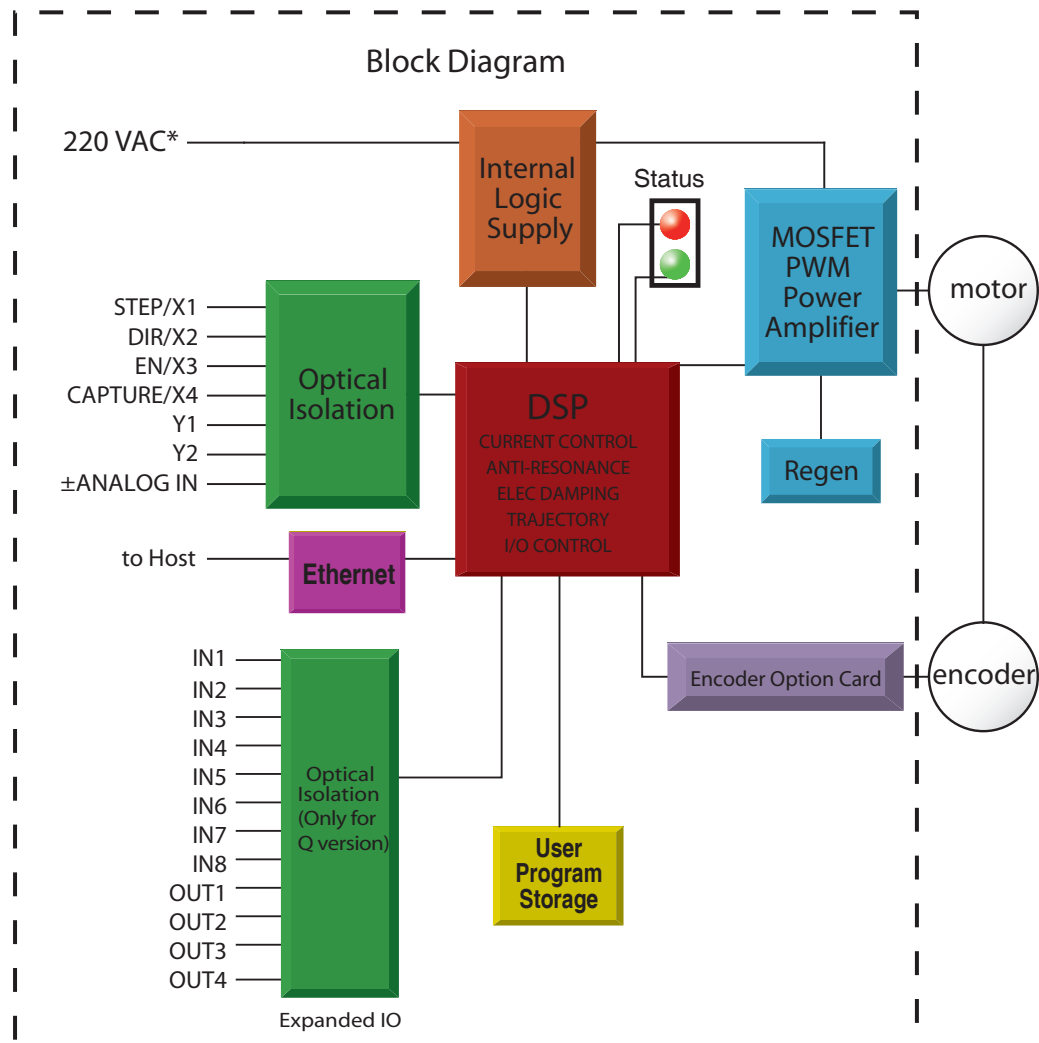 Block Diagram
220 VAC*
Internal
Logic
Supply
Status
MOSFET
PWM
Power
Amplifier
motor
STEP/X1
DIR/X2
EN/X3
CAPTURE/X4
Y1
Y2
±ANALOG IN
Optical
Isolation
DSP
CURRENT CONTROL
ANTI-RESONANCE
ELEC DAMPING
TRAJECTORY
I/O CONTROL
Regen
to Host
Ethernet
IN1
IN2
IN3
IN4
IN5
IN6
IN7
IN8
OUT1
OUT2
OUT3
OUT4
Optical
Isolation
(Only for
Q version)
Expanded IO
Encoder Option Card
encoder
User
Program
Storage